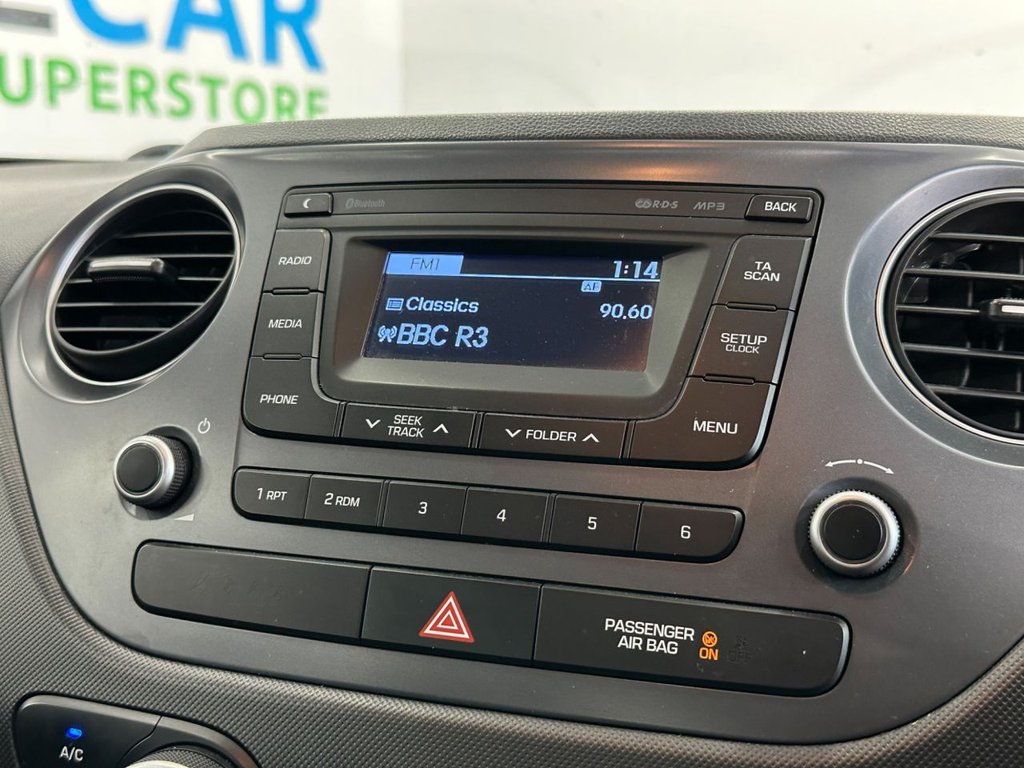 CAR
UPERSTORE
Bluetooth
R·D·S
MP3
BACK
RADIO
MEDIA
PHONE
FM1
1:14
AF
Classics
90.60
BBC R3
TA
SCAN
SETUP
CLOCK
MENU
SEEK
TRACK
FOLDER
1 RPT
2 RDM
3
4
5
6
PASSENGER
AIR BAG
ON
OFF
A/C